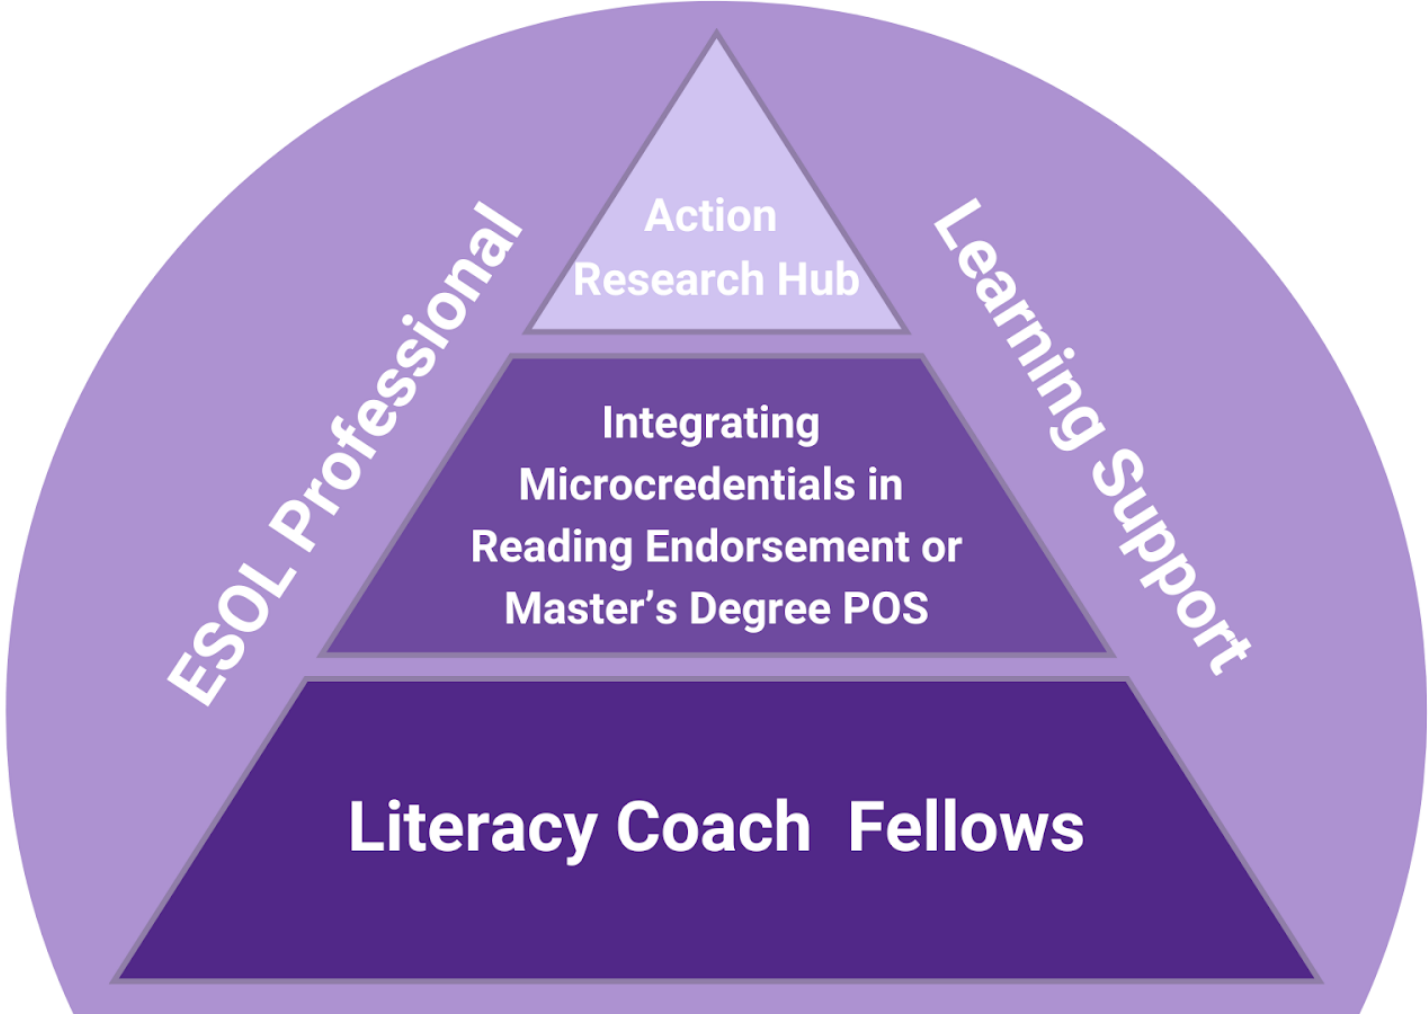 ESOL Professional
Learning Support
Action
Research Hub
Integrating
Microcredentials in
Reading Endorsement or
Master’s Degree POS
Literacy Coach  Fellows